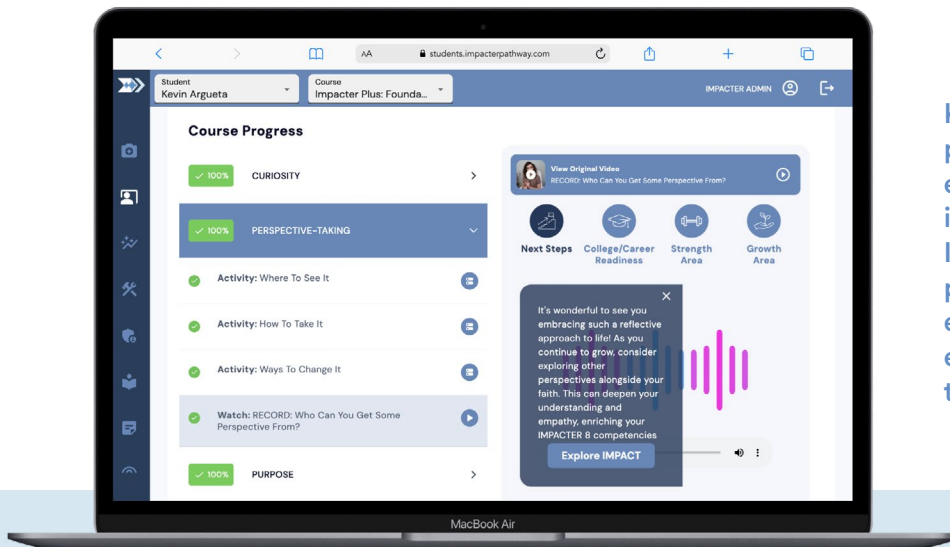 AA
students.impacterpathway.com
Student
Kevin Argueta
Course
Impacter Plus: Founda...
IMPACTER ADMIN
Course Progress
100%
CURIOSITY
100%
PERSPECTIVE-TAKING
Activity: Where To See It
Activity: How To Take It
Activity: Ways To Change It
Watch: RECORD: Who Can You Get Some
Perspective From?
100%
PURPOSE
View Original Video
RECORD: Who Can You Get Some Perspective From?
Next Steps
College/Career
Readiness
Strength
Area
Growth
Area
It's wonderful to see you
embracing such a reflective
approach to life! As you
continue to grow, consider
exploring other
perspectives alongside your
faith. This can deepen your
understanding and
empathy, enriching your
IMPACTER 8 competencies
Explore IMPACT
MacBook Air